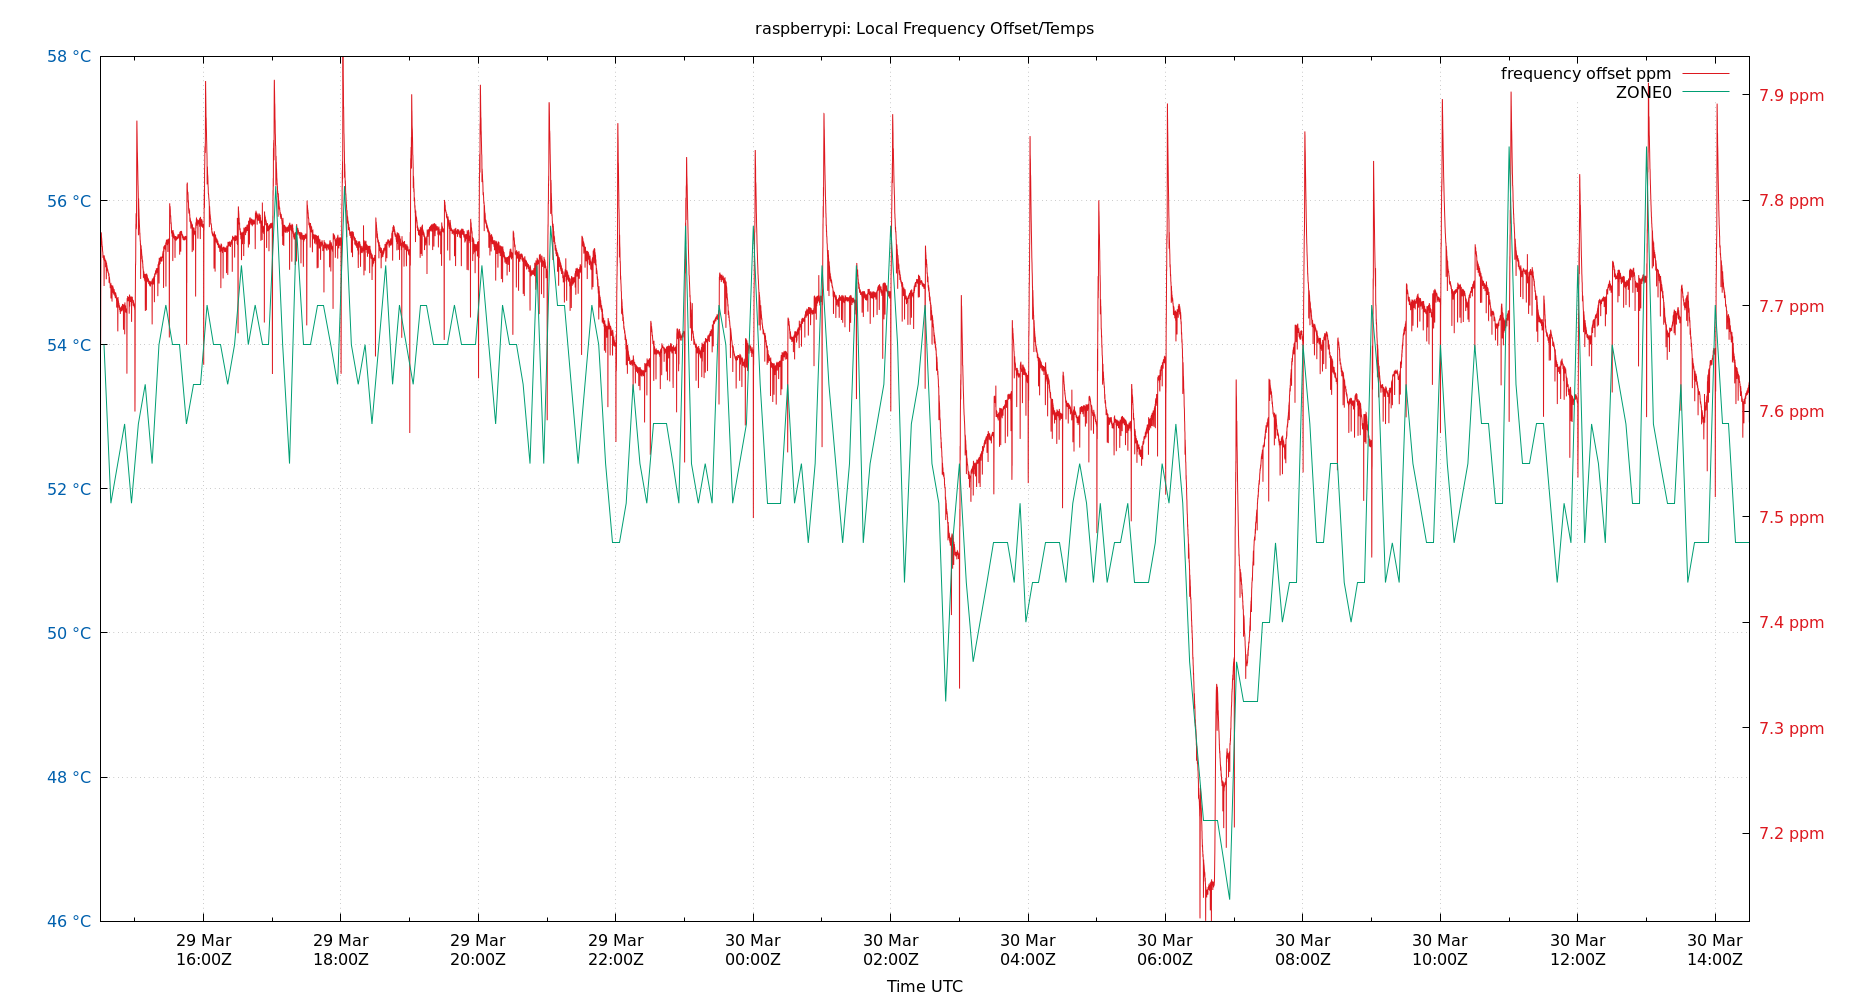 raspberrypi: Local Frequency Offset/Temps
58 °C
56 °C
54 °C
52 °C
50 °C
48 °C
46 °C
frequency offset ppm
ZONE0
7.9 ppm
7.8 ppm
7.7 ppm
7.6 ppm
7.5 ppm
7.4 ppm
7.3 ppm
7.2 ppm
29 Mar
16:00Z
29 Mar
18:00Z
29 Mar
20:00Z
29 Mar
22:00Z
30 Mar
00:00Z
30 Mar
02:00Z
30 Mar
04:00Z
30 Mar
06:00Z
30 Mar
08:00Z
30 Mar
10:00Z
30 Mar
12:00Z
30 Mar
14:00Z
Time UTC